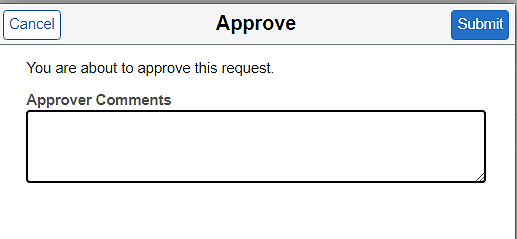 Cancel Approve Submit
You are about to approve this request.
Approver Comments